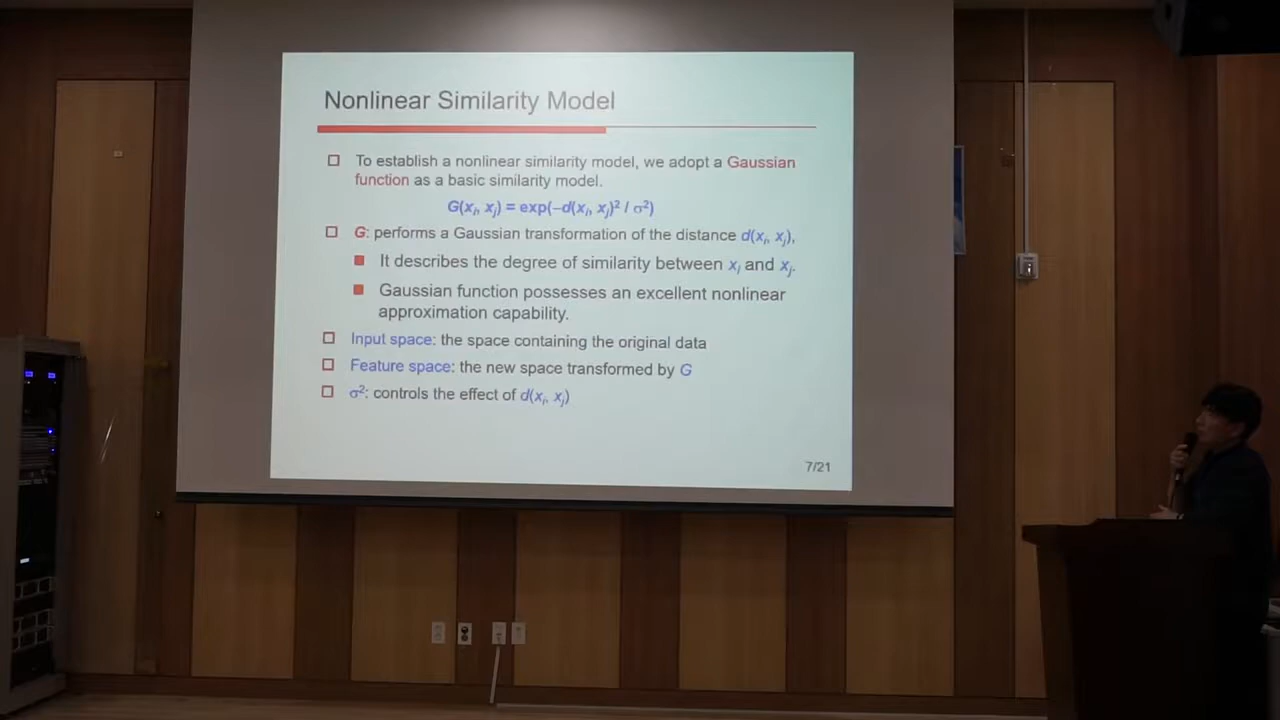 Nonlinear Similarity Model
To establish a nonlinear similarity model, we adopt a Gaussian
function as a basic similarity model.
G(xᵢ, xⱼ) = exp(−d(xᵢ, xⱼ)² / σ²)
G: performs a Gaussian transformation of the distance d(xᵢ, xⱼ),
It describes the degree of similarity between xᵢ and xⱼ.
Gaussian function possesses an excellent nonlinear
approximation capability.
Input space: the space containing the original data
Feature space: the new space transformed by G
σ²: controls the effect of d(xᵢ, xⱼ)
7/21